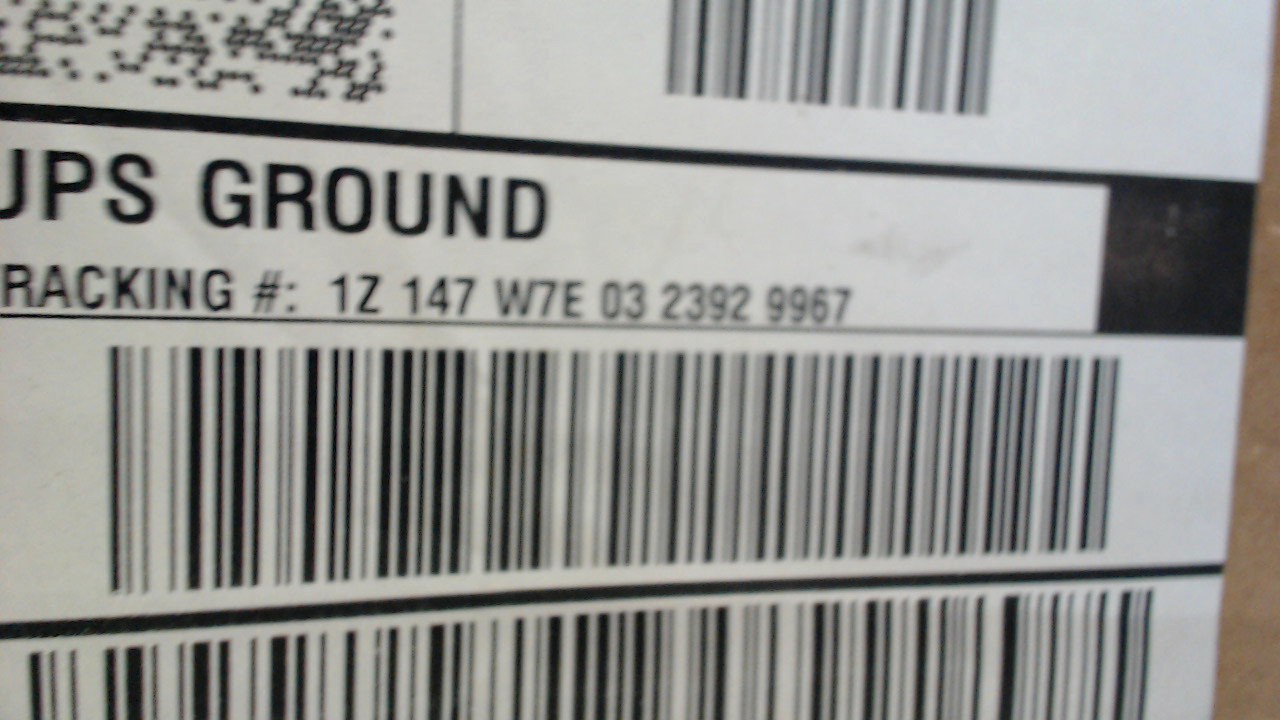 UPS GROUND
RACKING #: 1Z 147 W7E 03 2392 9967